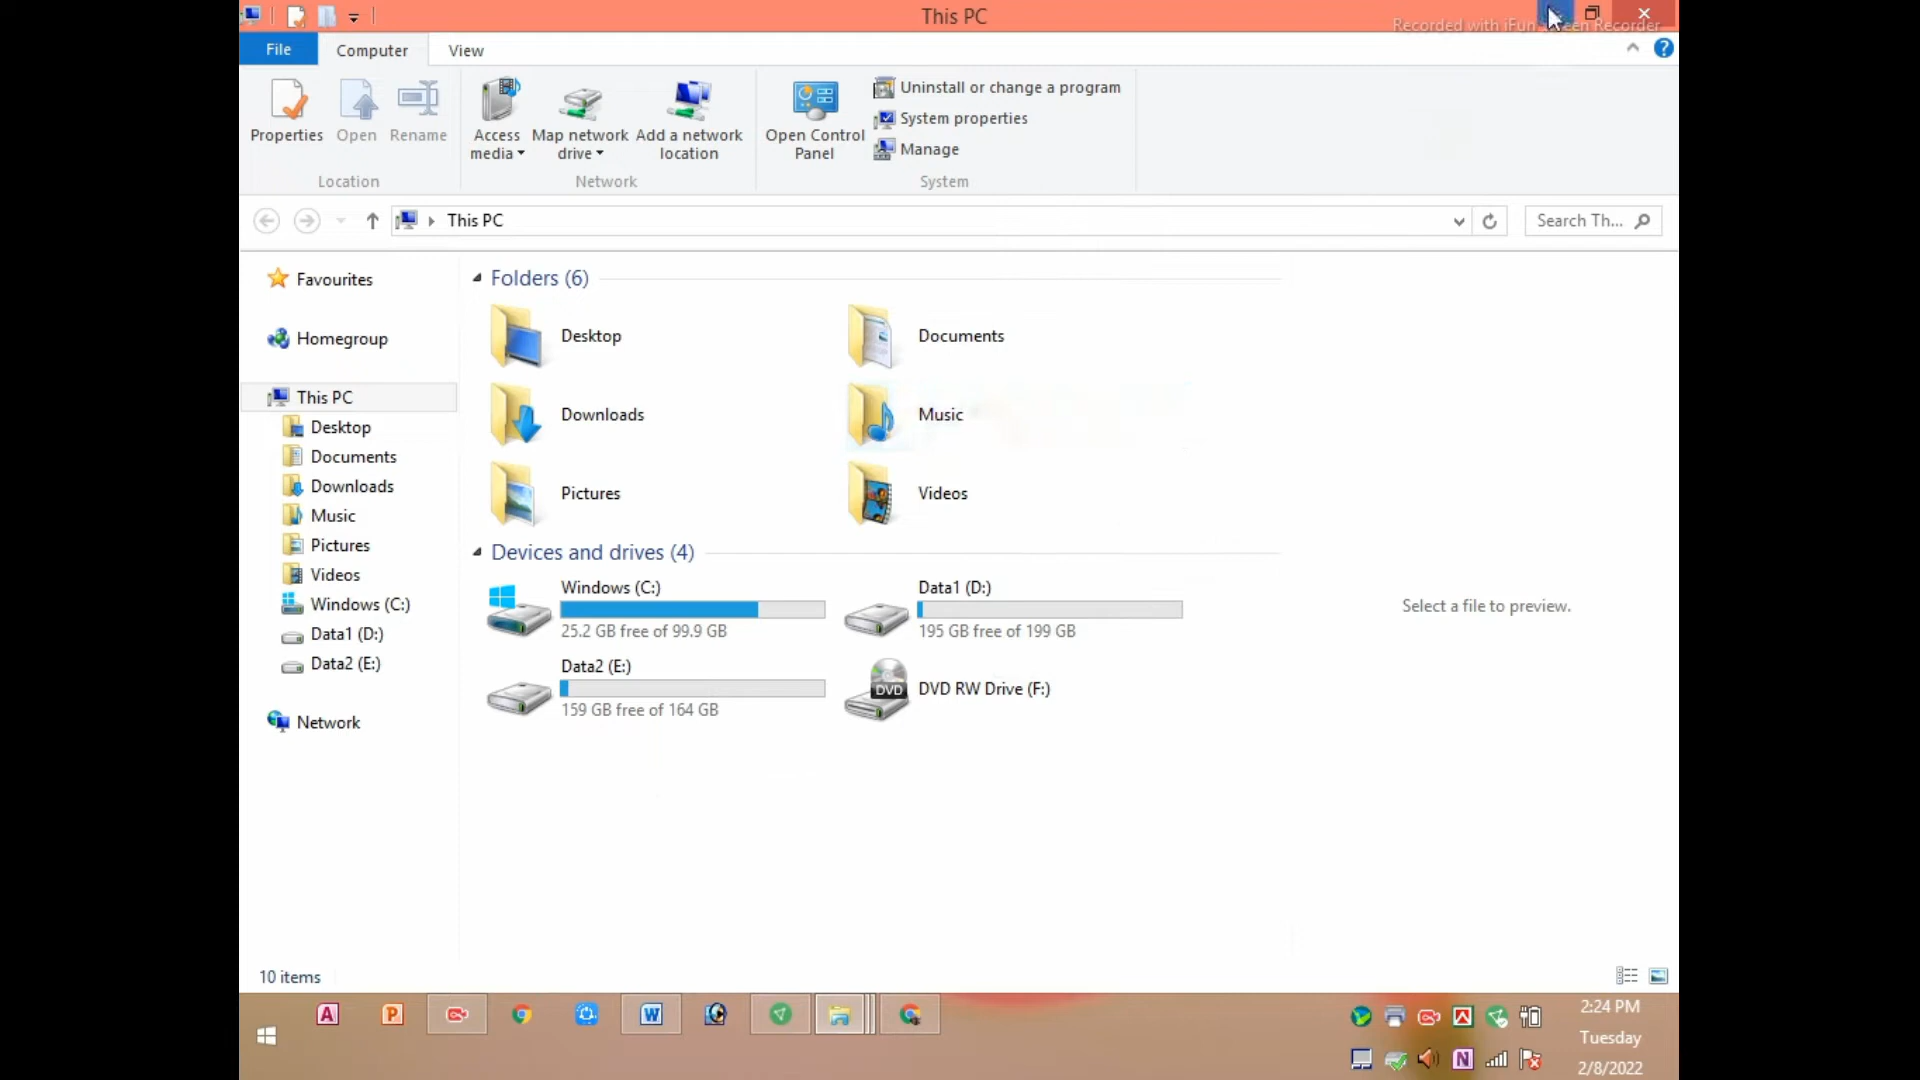 This PC
Recorded with iFun Screen Recorder
File Computer View
Properties Open Rename
Access media
Map network drive
Add a network location
Open Control Panel
Uninstall or change a program
System properties
Manage
Location Network System
This PC
Search Th...
Favourites
Homegroup
This PC
Desktop
Documents
Downloads
Music
Pictures
Videos
Windows (C:)
Data1 (D:)
Data2 (E:)
Network
Folders (6)
Desktop
Documents
Downloads
Music
Pictures
Videos
Devices and drives (4)
Windows (C:)
25.2 GB free of 99.9 GB
Data1 (D:)
195 GB free of 199 GB
Data2 (E:)
159 GB free of 164 GB
DVD
DVD RW Drive (F:)
Select a file to preview.
10 items
2:24 PM
Tuesday
2/8/2022